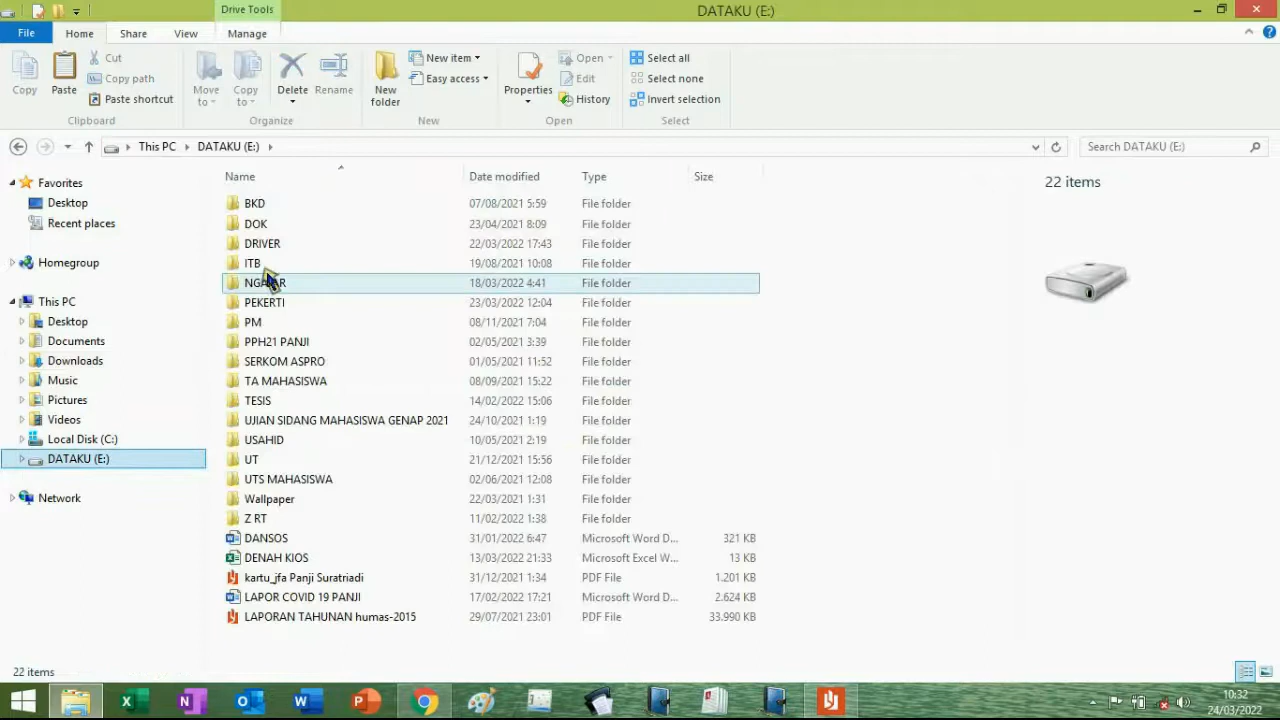 Drive Tools
DATAKU (E:)
File Home Share View Manage
Copy
Paste
Cut
Copy path
Paste shortcut
Clipboard
Move to
Copy to
Delete
Rename
Organize
New folder
New item
Easy access
New
Properties
Open
Edit
History
Open
Select all
Select none
Invert selection
Select
This PC DATAKU (E:)
Search DATAKU (E:)
Favorites
Desktop
Recent places
Homegroup
This PC
Desktop
Documents
Downloads
Music
Pictures
Videos
Local Disk (C:)
DATAKU (E:)
Network
Name Date modified Type Size
BKD 07/08/2021 5:59 File folder
DOK 23/04/2021 8:09 File folder
DRIVER 22/03/2022 17:43 File folder
ITB 19/08/2021 10:08 File folder
18/03/2022 4:41 File folder
PEKERTI 23/03/2022 12:04 File folder
PM 08/11/2021 7:04 File folder
PPH21 PANJI 02/05/2021 3:39 File folder
SERKOM ASPRO 01/05/2021 11:52 File folder
TA MAHASISWA 08/09/2021 15:22 File folder
TESIS 14/02/2022 15:06 File folder
UJIAN SIDANG MAHASISWA GENAP 2021 24/10/2021 1:19 File folder
USAHID 10/05/2021 2:19 File folder
UT 21/12/2021 15:56 File folder
UTS MAHASISWA 02/06/2021 12:08 File folder
Wallpaper 22/03/2021 1:31 File folder
Z RT 11/02/2022 1:38 File folder
DANSOS 31/01/2022 6:47 Microsoft Word D... 321 KB
DENAH KIOS 13/03/2022 21:33 Microsoft Excel W... 13 KB
kartu_jfa Panji Suratriadi 31/12/2021 1:34 PDF File 1.201 KB
LAPOR COVID 19 PANJI 17/02/2022 17:21 Microsoft Word D... 2.624 KB
LAPORAN TAHUNAN humas-2015 29/07/2021 23:01 PDF File 33.990 KB
22 items
22 items
10:32
24/03/2022